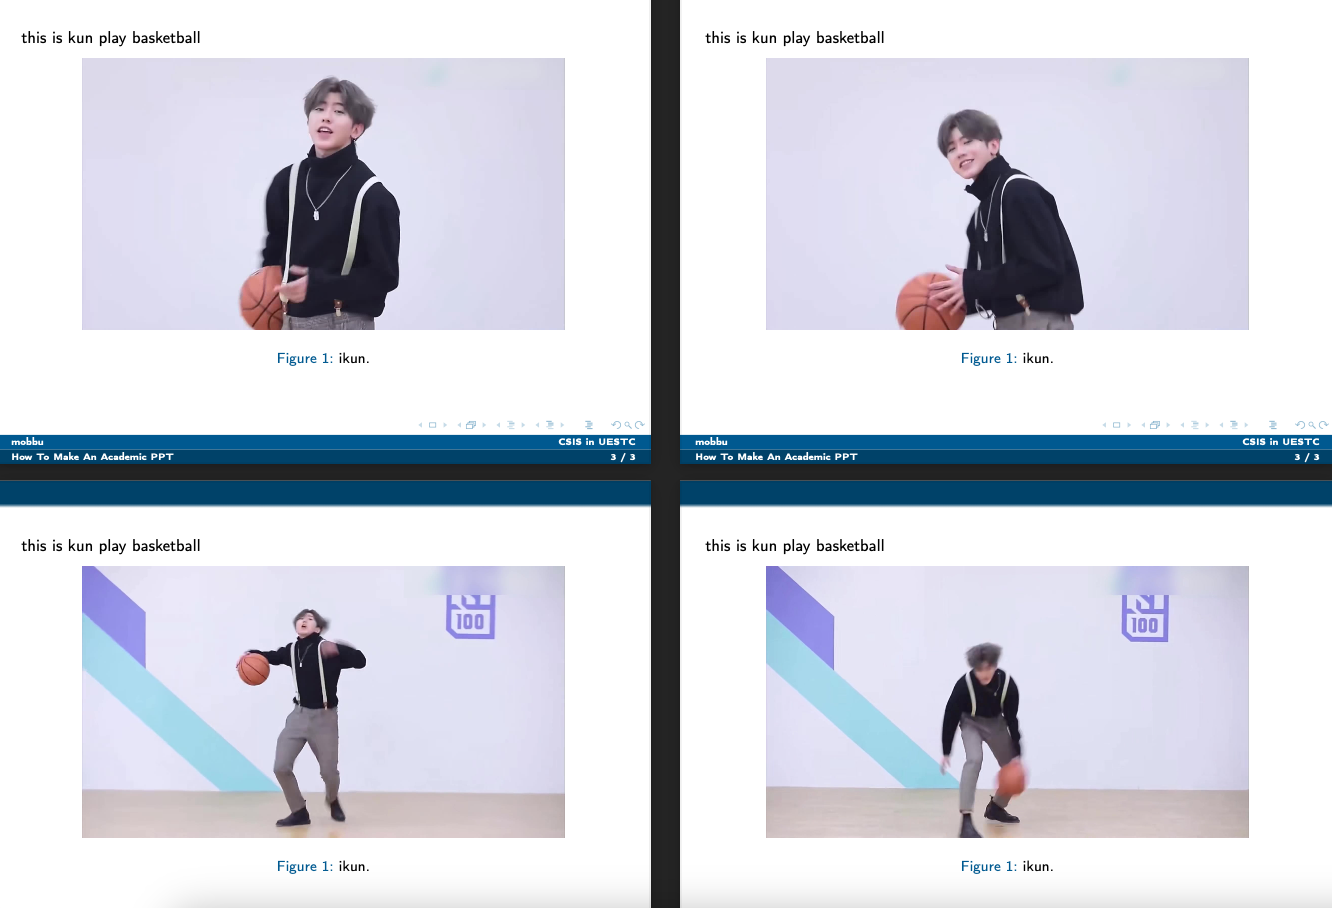 this is kun play basketball
Figure 1: ikun.
mobbu
CSIS in UESTC
How To Make An Academic PPT
3 / 3
this is kun play basketball
Figure 1: ikun.
mobbu
CSIS in UESTC
How To Make An Academic PPT
3 / 3
this is kun play basketball
100
Figure 1: ikun.
this is kun play basketball
100
Figure 1: ikun.